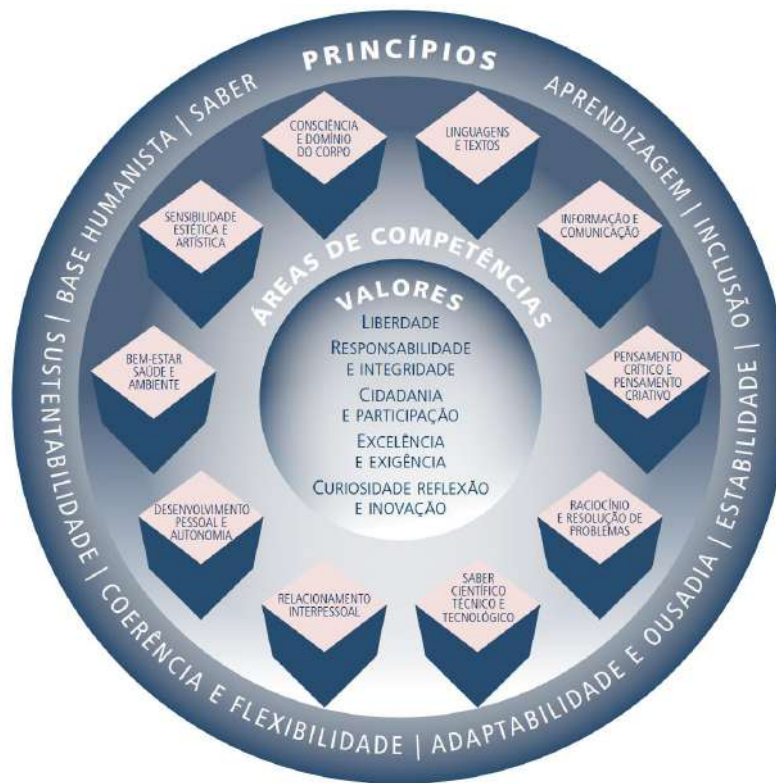 PRINCÍPIOS
BASE HUMANISTA | SABER
APRENDIZAGEM | INCLUSÃO |
ESTABILIDADE |
ADAPTABILIDADE E OUSADIA |
COERÊNCIA E FLEXIBILIDADE |
SUSTENTABILIDADE |
CONSCIÊNCIA
E DOMÍNIO
DO CORPO
LINGUAGENS
E TEXTOS
SENSIBILIDADE
ESTÉTICA E
ARTÍSTICA
INFORMAÇÃO E
COMUNICAÇÃO
BEM-ESTAR
SAÚDE E
AMBIENTE
PENSAMENTO
CRÍTICO E
PENSAMENTO
CRIATIVO
DESENVOLVIMENTO
PESSOAL E
AUTONOMIA
RACIOCÍNIO
E RESOLUÇÃO DE
PROBLEMAS
RELACIONAMENTO
INTERPESSOAL
SABER
CIENTÍFICO
TÉCNICO E
TECNOLÓGICO
ÁREAS DE COMPETÊNCIAS
VALORES
LIBERDADE
RESPONSABILIDADE
E INTEGRIDADE
CIDADANIA
E PARTICIPAÇÃO
EXCELÊNCIA
E EXIGÊNCIA
CURIOSIDADE REFLEXÃO
E INOVAÇÃO